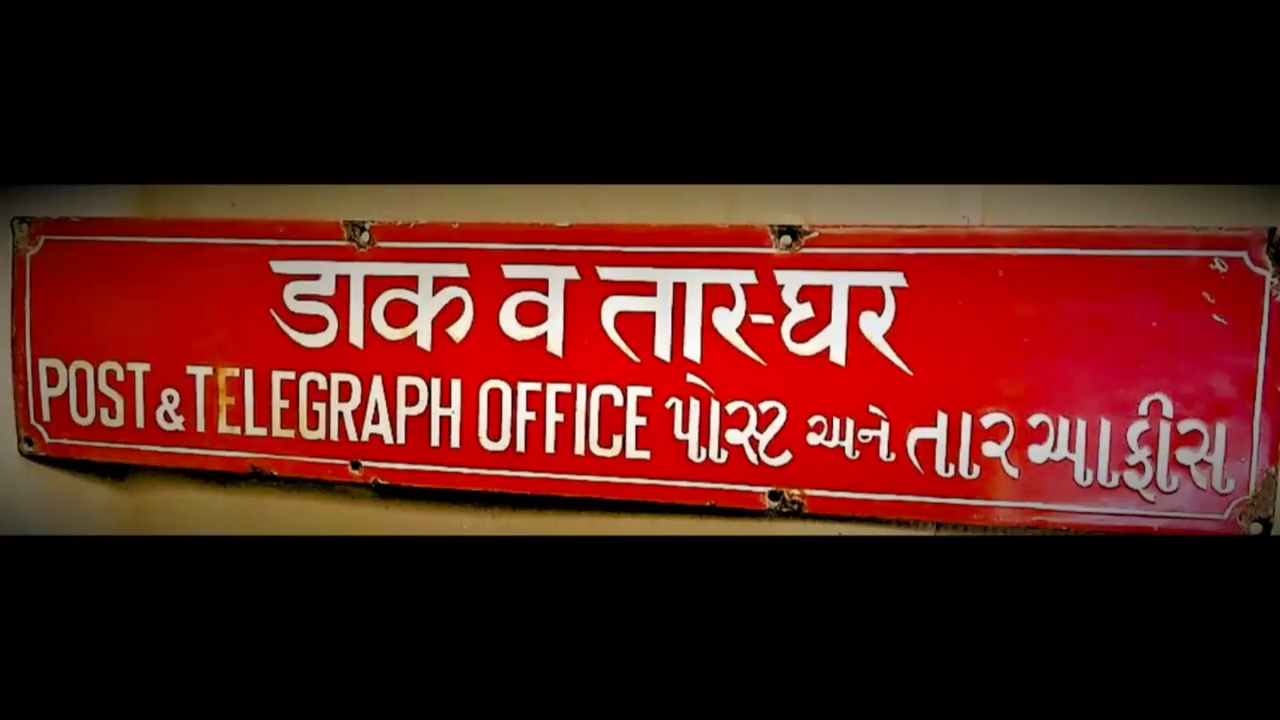 डाक व तार-घर
POST & TELEGRAPH OFFICE પોસ્ટ અને તાર આફીસ